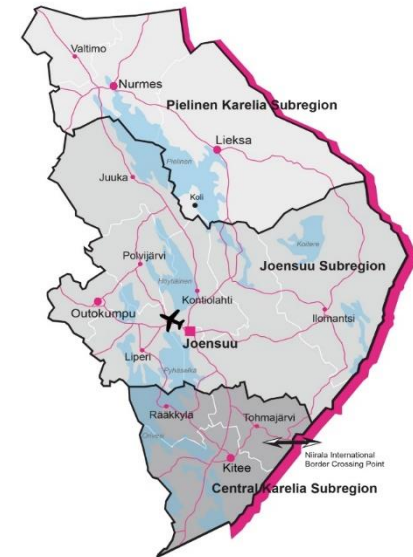 Valtimo
Nurmes
Pielinen Karelia Subregion
Lieksa
Pielinen
Juuka
Koli
Koitere
Joensuu Subregion
Polvijärvi
Höytiäinen
Kontiolahti
Outokumpu
Ilomantsi
Joensuu
Liperi
Pyhäselkä
Rääkkylä
Tohmajärvi
Orivesi
Niirala International
Border Crossing Point
Kitee
Central Karelia Subregion